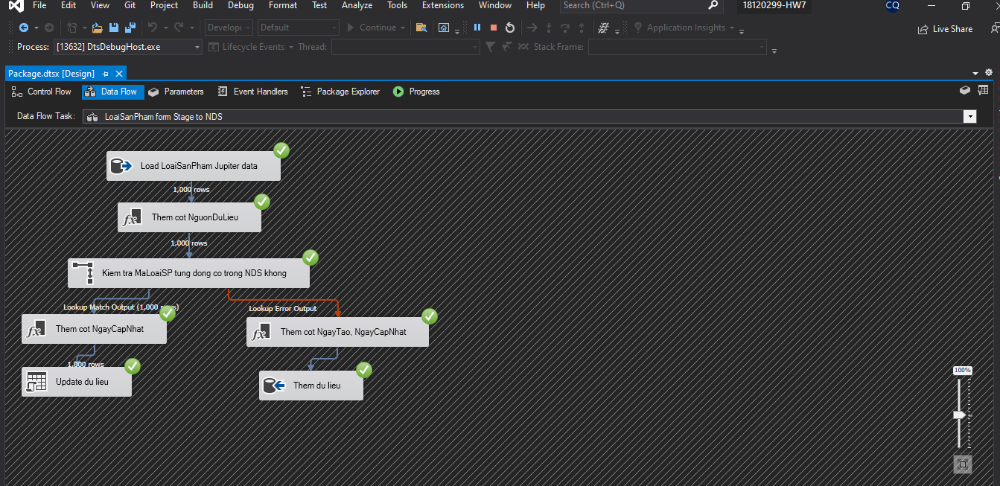 File Edit View Git Project Build Debug Format Test Analyze Tools Extensions Window Help Search (Ctrl+Q) 18120299-HW7 CQ
Developi Default Continue Application Insights Live Share
Process: [13632] DtsDebugHost.exe Lifecycle Events Thread: Stack Frame:
Package.dtsx [Design]
Control Flow Data Flow Parameters Event Handlers Package Explorer Progress
Data Flow Task: LoaiSanPham form Stage to NDS
Load LoaiSanPham Jupiter data
1,000 rows
Them cot NguonDuLieu
1,000 rows
Kiem tra MaLoaiSP tung dong co trong NDS khong
Lookup Match Output (1,000 rows) Lookup Error Output
Them cot NgayCapNhat Them cot NgayTao, NgayCapNhat
1,000 rows
Update du lieu Them du lieu
100%